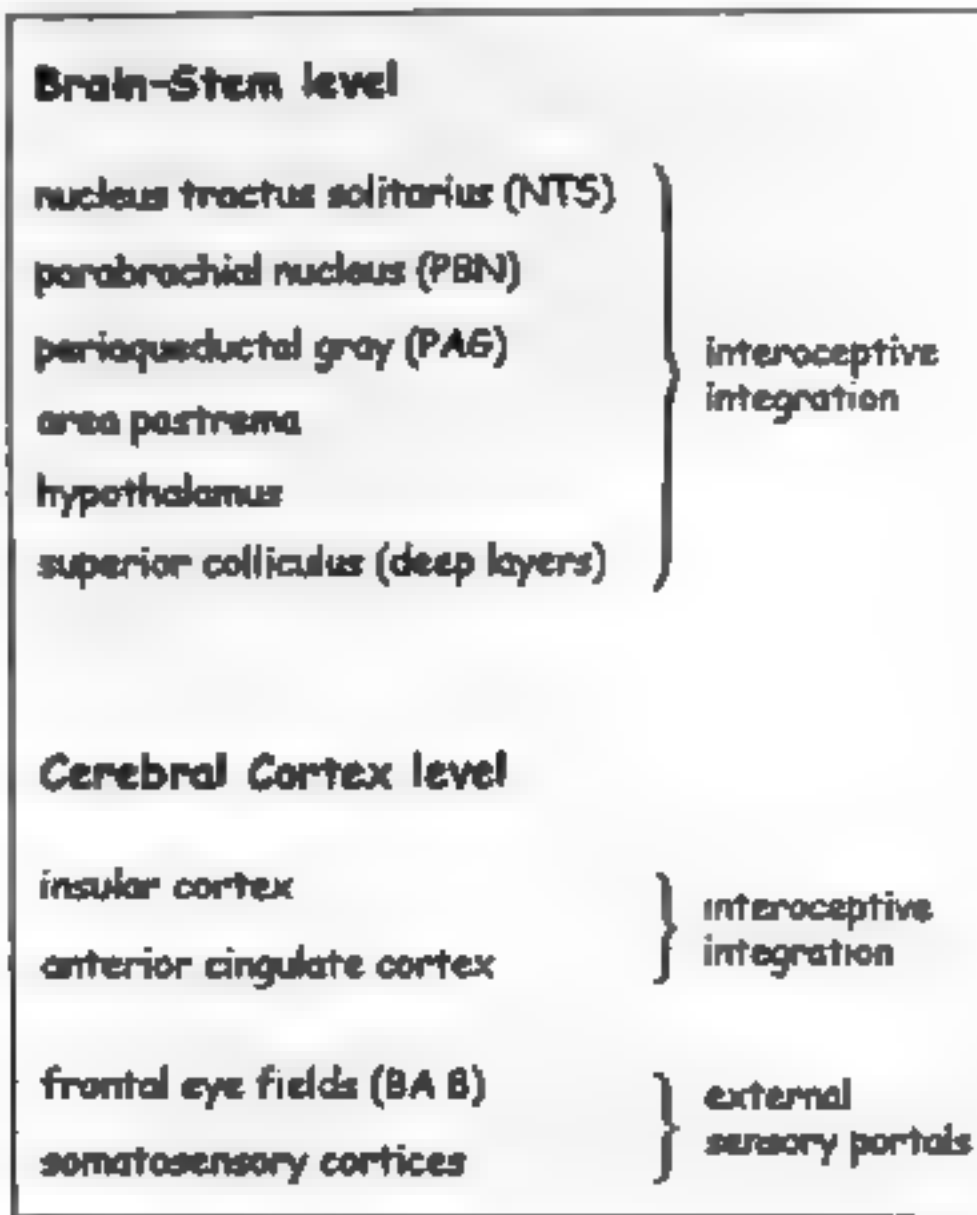 Brain-Stem level
nucleus tractus solitarius (NTS)
parabrachial nucleus (PBN)
periaqueductal gray (PAG)
interoceptive
integration
area postrema
hypothalamus
superior colliculus (deep layers)
Cerebral Cortex level
insular cortex
anterior cingulate cortex
interoceptive
integration
frontal eye fields (BA 8)
somatosensory cortices
external
sensory portals